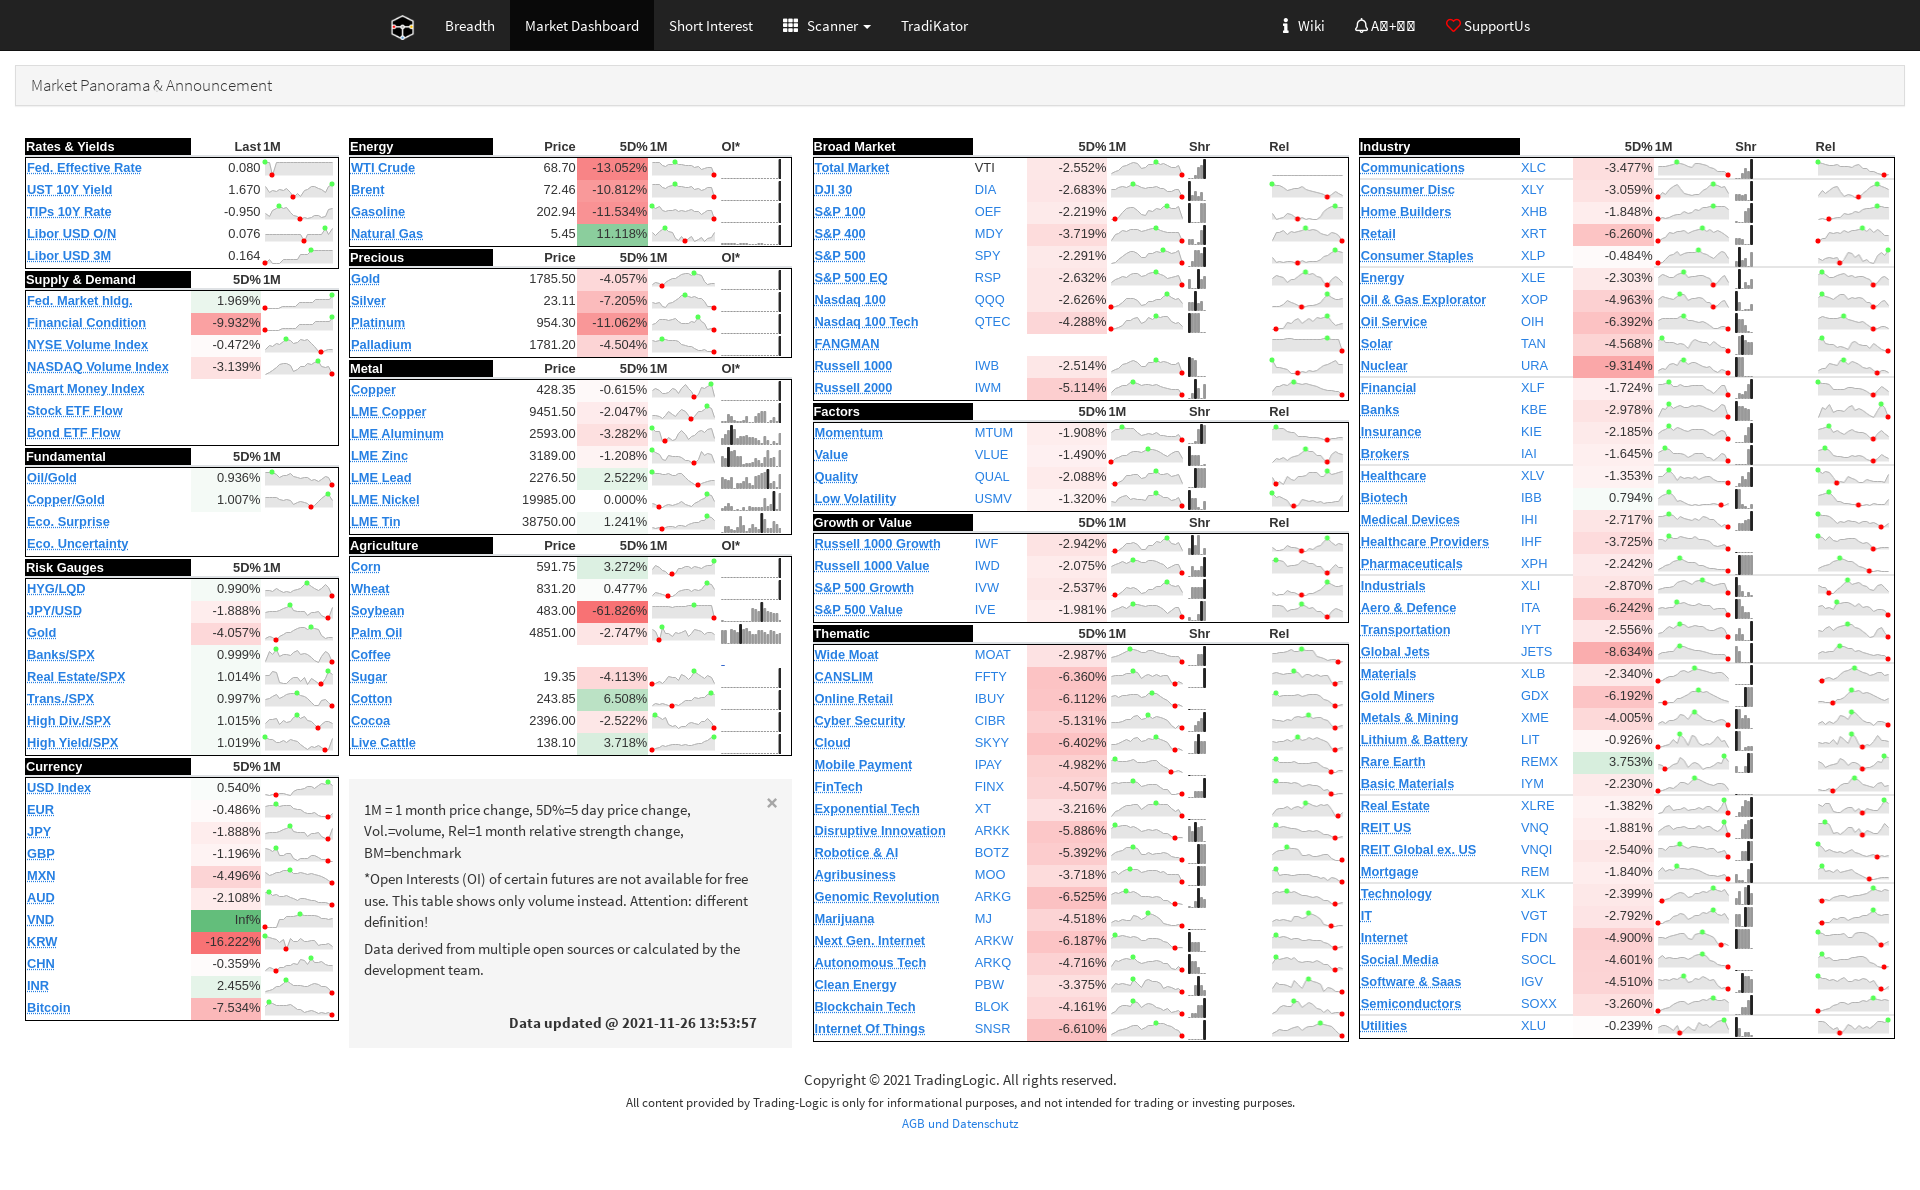 Breadth
Market Dashboard
Short Interest
Scanner
TradiKator
Wiki
SupportUs
Market Panorama & Announcement
Rates & Yields Last 1M
Fed. Effective Rate 0.080
UST 10Y Yield 1.670
TIPs 10Y Rate -0.950
Libor USD O/N 0.076
Libor USD 3M 0.164
Supply & Demand 5D% 1M
Fed. Market hldg. 1.969%
Financial Condition -9.932%
NYSE Volume Index -0.472%
NASDAQ Volume Index -3.139%
Smart Money Index
Stock ETF Flow
Bond ETF Flow
Fundamental 5D% 1M
Oil/Gold 0.936%
Copper/Gold 1.007%
Eco. Surprise
Eco. Uncertainty
Risk Gauges 5D% 1M
HYG/LQD 0.990%
JPY/USD -1.888%
Gold -4.057%
Banks/SPX 0.999%
Real Estate/SPX 1.014%
Trans./SPX 0.997%
High Div./SPX 1.015%
High Yield/SPX 1.019%
Currency 5D% 1M
USD Index 0.540%
EUR -0.486%
JPY -1.888%
GBP -1.196%
MXN -4.496%
AUD -2.108%
VND Inf%
KRW -16.222%
CHN -0.359%
INR 2.455%
Bitcoin -7.534%
Energy Price 5D% 1M OI*
WTI Crude 68.70 -13.052%
Brent 72.46 -10.812%
Gasoline 202.94 -11.534%
Natural Gas 5.45 11.118%
Precious Price 5D% 1M OI*
Gold 1785.50 -4.057%
Silver 23.11 -7.205%
Platinum 954.30 -11.062%
Palladium 1781.20 -4.504%
Metal Price 5D% 1M OI*
Copper 428.35 -0.615%
LME Copper 9451.50 -2.047%
LME Aluminum 2593.00 -3.282%
LME Zinc 3189.00 -1.208%
LME Lead 2276.50 2.522%
LME Nickel 19985.00 0.000%
LME Tin 38750.00 1.241%
Agriculture Price 5D% 1M OI*
Corn 591.75 3.272%
Wheat 831.20 0.477%
Soybean 483.00 -61.826%
Palm Oil 4851.00 -2.747%
Coffee
Sugar 19.35 -4.113%
Cotton 243.85 6.508%
Cocoa 2396.00 -2.522%
Live Cattle 138.10 3.718%
×
1M = 1 month price change, 5D%=5 day price change,
Vol.=volume, Rel=1 month relative strength change,
BM=benchmark
*Open Interests (OI) of certain futures are not available for free
use. This table shows only volume instead. Attention: different
definition!
Data derived from multiple open sources or calculated by the
development team.
Data updated @ 2021-11-26 13:53:57
Broad Market 5D% 1M Shr Rel
Total Market VTI -2.552%
DJI 30 DIA -2.683%
S&P 100 OEF -2.219%
S&P 400 MDY -3.719%
S&P 500 SPY -2.291%
S&P 500 EQ RSP -2.632%
Nasdaq 100 QQQ -2.626%
Nasdaq 100 Tech QTEC -4.288%
FANGMAN
Russell 1000 IWB -2.514%
Russell 2000 IWM -5.114%
Factors 5D% 1M Shr Rel
Momentum MTUM -1.908%
Value VLUE -1.490%
Quality QUAL -2.088%
Low Volatility USMV -1.320%
Growth or Value 5D% 1M Shr Rel
Russell 1000 Growth IWF -2.942%
Russell 1000 Value IWD -2.075%
S&P 500 Growth IVW -2.537%
S&P 500 Value IVE -1.981%
Thematic 5D% 1M Shr Rel
Wide Moat MOAT -2.987%
CANSLIM FFTY -6.360%
Online Retail IBUY -6.112%
Cyber Security CIBR -5.131%
Cloud SKYY -6.402%
Mobile Payment IPAY -4.982%
FinTech FINX -4.507%
Exponential Tech XT -3.216%
Disruptive Innovation ARKK -5.886%
Robotice & AI BOTZ -5.392%
Agribusiness MOO -3.718%
Genomic Revolution ARKG -6.525%
Marijuana MJ -4.518%
Next Gen. Internet ARKW -6.187%
Autonomous Tech ARKQ -4.716%
Clean Energy PBW -3.375%
Blockchain Tech BLOK -4.161%
Internet Of Things SNSR -6.610%
Industry 5D% 1M Shr Rel
Communications XLC -3.477%
Consumer Disc XLY -3.059%
Home Builders XHB -1.848%
Retail XRT -6.260%
Consumer Staples XLP -0.484%
Energy XLE -2.303%
Oil & Gas Explorator XOP -4.963%
Oil Service OIH -6.392%
Solar TAN -4.568%
Nuclear URA -9.314%
Financial XLF -1.724%
Banks KBE -2.978%
Insurance KIE -2.185%
Brokers IAI -1.645%
Healthcare XLV -1.353%
Biotech IBB 0.794%
Medical Devices IHI -2.717%
Healthcare Providers IHF -3.725%
Pharmaceuticals XPH -2.242%
Industrials XLI -2.870%
Aero & Defence ITA -6.242%
Transportation IYT -2.556%
Global Jets JETS -8.634%
Materials XLB -2.340%
Gold Miners GDX -6.192%
Metals & Mining XME -4.005%
Lithium & Battery LIT -0.926%
Rare Earth REMX 3.753%
Basic Materials IYM -2.230%
Real Estate XLRE -1.382%
REIT US VNQ -1.881%
REIT Global ex. US VNQI -2.540%
Mortgage REM -1.840%
Technology XLK -2.399%
IT VGT -2.792%
Internet FDN -4.900%
Social Media SOCL -4.601%
Software & Saas IGV -4.510%
Semiconductors SOXX -3.260%
Utilities XLU -0.239%
Copyright © 2021 TradingLogic. All rights reserved.
All content provided by Trading-Logic is only for informational purposes, and not intended for trading or investing purposes.
AGB und Datenschutz